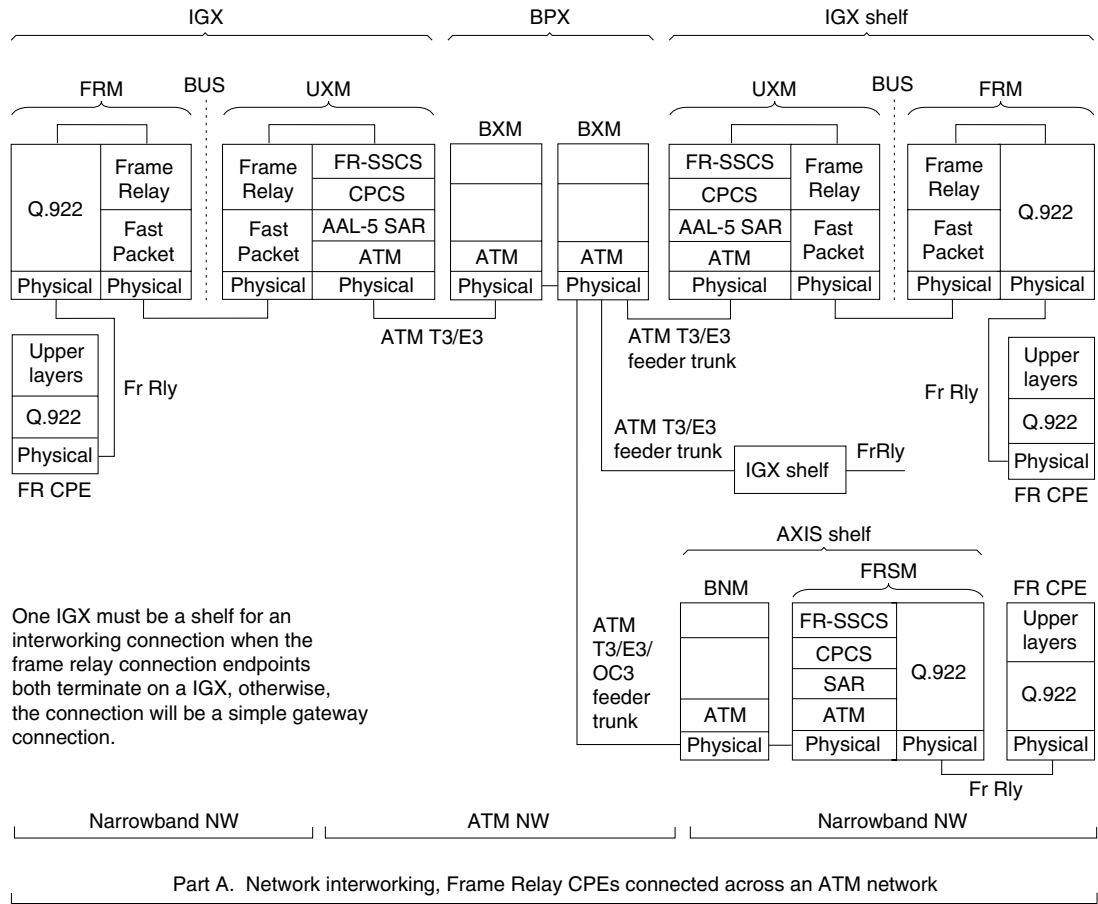 IGX
BPX
IGX shelf
FRM
BUS
UXM
BXM
BXM
UXM
BUS
FRM
Q.922
Frame
Relay
Fast
Packet
Physical
Physical
Frame
Relay
Fast
Packet
Physical
FR-SSCS
CPCS
AAL-5 SAR
ATM
Physical
ATM
Physical
ATM
Physical
FR-SSCS
CPCS
AAL-5 SAR
ATM
Physical
Frame
Relay
Fast
Packet
Physical
Frame
Relay
Fast
Packet
Physical
Q.922
Physical
ATM T3/E3
ATM T3/E3
feeder trunk
Upper
layers
Q.922
Physical
FR CPE
Fr Rly
ATM T3/E3
feeder trunk
IGX shelf
FrRly
Fr Rly
Upper
layers
Q.922
Physical
FR CPE
AXIS shelf
BNM
FRSM
FR CPE
ATM
T3/E3/
OC3
feeder
trunk
ATM
Physical
FR-SSCS
CPCS
SAR
ATM
Physical
Q.922
Physical
Upper
layers
Q.922
Physical
Fr Rly
One IGX must be a shelf for an
interworking connection when the
frame relay connection endpoints
both terminate on a IGX, otherwise,
the connection will be a simple gateway
connection.
Narrowband NW
ATM NW
Narrowband NW
Part A. Network interworking, Frame Relay CPEs connected across an ATM network